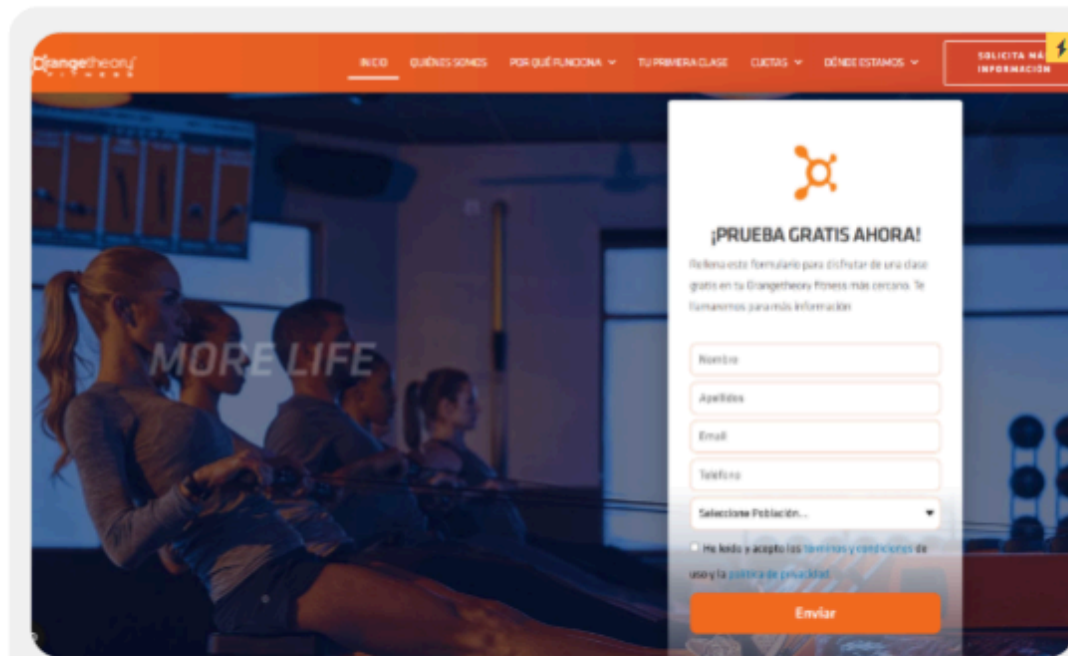 Orangetheory
FITNESS
INICIO QUIÉNES SOMOS POR QUÉ FUNCIONA TU PRIMERA CLASE CUOTAS DÓNDE ESTAMOS
SOLICITA MÁS
INFORMACIÓN
¡PRUEBA GRATIS AHORA!
Rellena este formulario para disfrutar de una clase
gratis en tu Orangetheory fitness más cercano. Te
llamaremos para más información
MORE LIFE
Nombre
Apellidos
Email
Teléfono
Seleccione Población...
He leído y acepto los términos y condiciones de
uso y la política de privacidad
Enviar